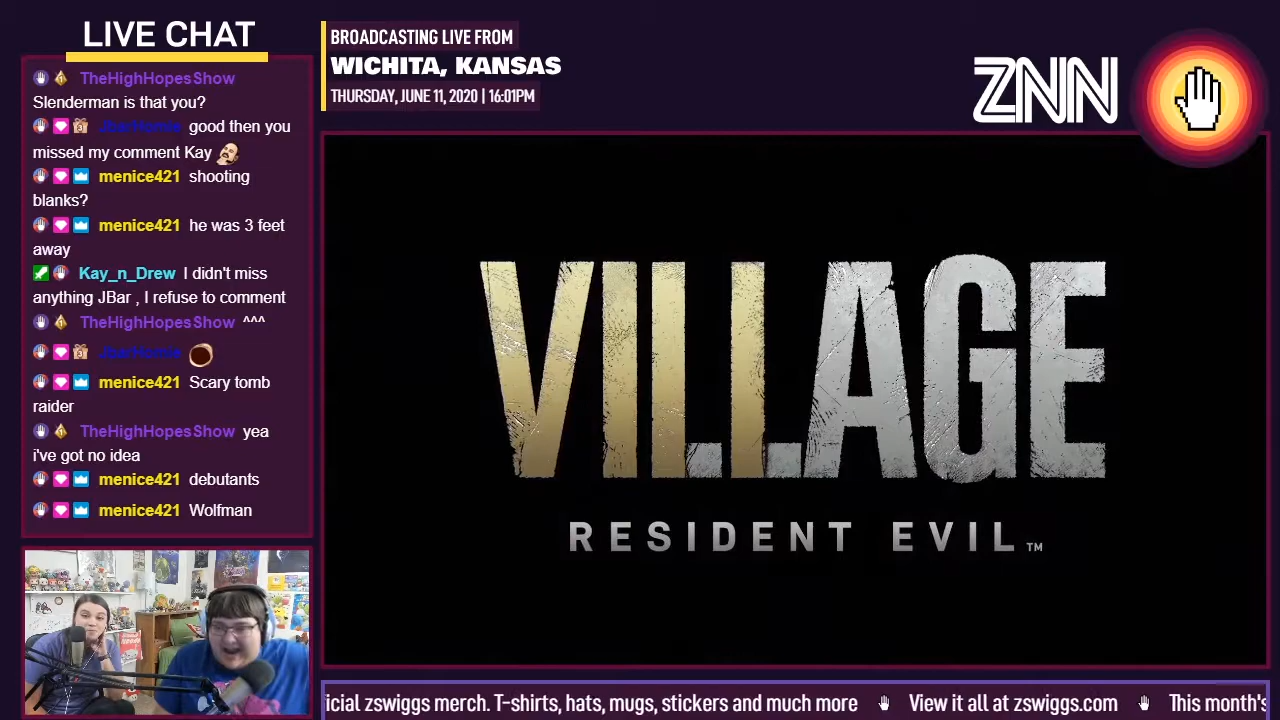 LIVE CHAT
TheHighHopesShow
Slenderman is that you?
JbarHome good then you
missed my comment Kay
menice421 shooting
blanks?
menice421 he was 3 feet
away
Kay_n_Drew I didn't miss
anything JBar , I refuse to comment
TheHighHopesShow ^^^
menice421 Scary tomb
raider
TheHighHopesShow yea
i've got no idea
menice421 debutants
menice421 Wolfman
BROADCASTING LIVE FROM
WICHITA, KANSAS
THURSDAY, JUNE 11, 2020 | 16:01PM
ZNN
VILLAGE
RESIDENT EVIL™
icial zswiggs merch. T-shirts, hats, mugs, stickers and much more View it all at zswiggs.com This month's